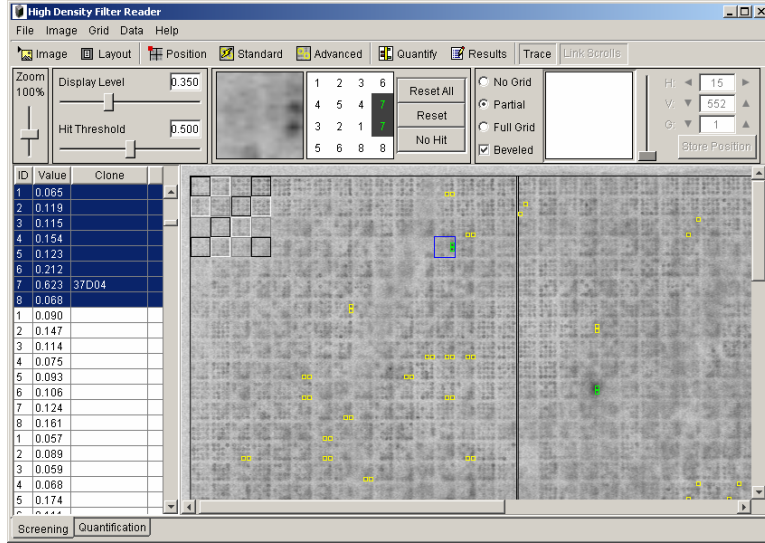 High Density Filter Reader
File Image Grid Data Help
Image Layout Position Standard Advanced Quantify Results Trace Link Scrolls
Zoom
100%
Display Level 0.350
Hit Threshold 0.500
1 2 3 6
4 5 4 7
3 2 1 7
5 6 8 8
Reset All
Reset
No Hit
No Grid
Partial
Full Grid
Beveled
H: 15
V: 552
G: 1
Store Position
ID Value Clone
1 0.065
2 0.119
3 0.115
4 0.154
5 0.123
6 0.212
7 0.623 37D04
8 0.068
1 0.090
2 0.147
3 0.114
4 0.075
5 0.093
6 0.106
7 0.124
8 0.161
1 0.057
2 0.089
3 0.059
4 0.068
5 0.174
Screening Quantification